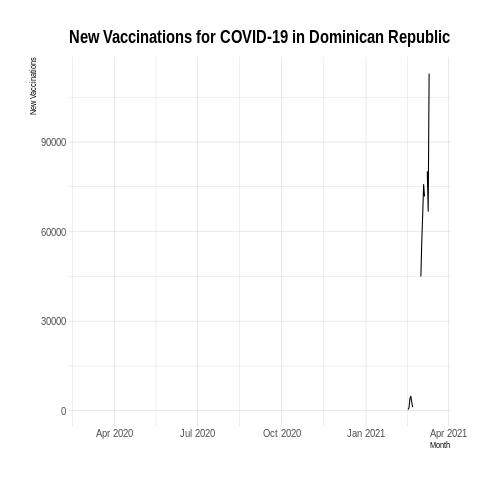 New Vaccinations for COVID-19 in Dominican Republic
New Vaccinations
90000
60000
30000
0
Apr 2020 Jul 2020 Oct 2020 Jan 2021 Apr 2021
Month